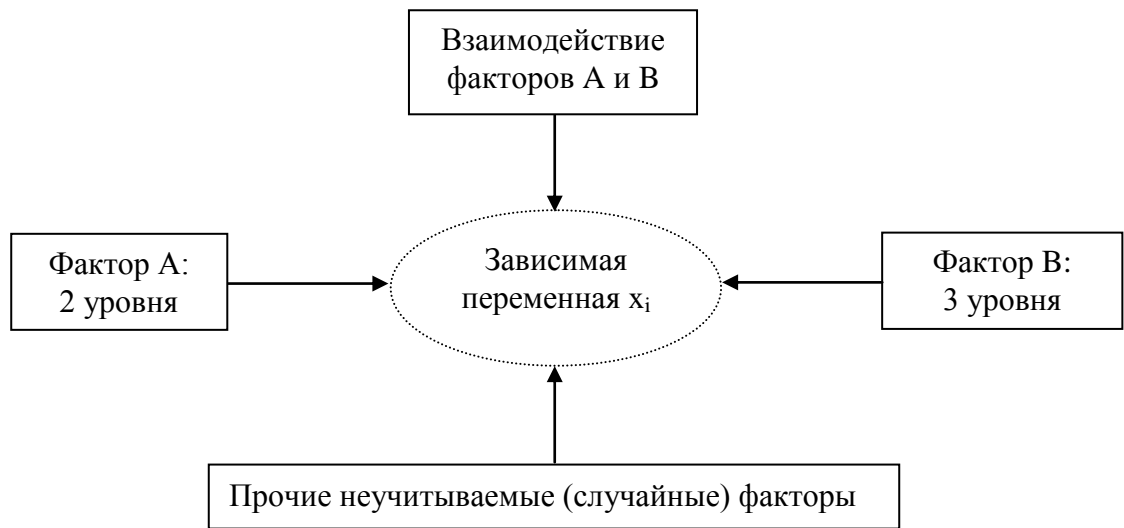 Взаимодействие
факторов А и В
Фактор А:
2 уровня
Зависимая
переменная xᵢ
Фактор В:
3 уровня
Прочие неучитываемые (случайные) факторы